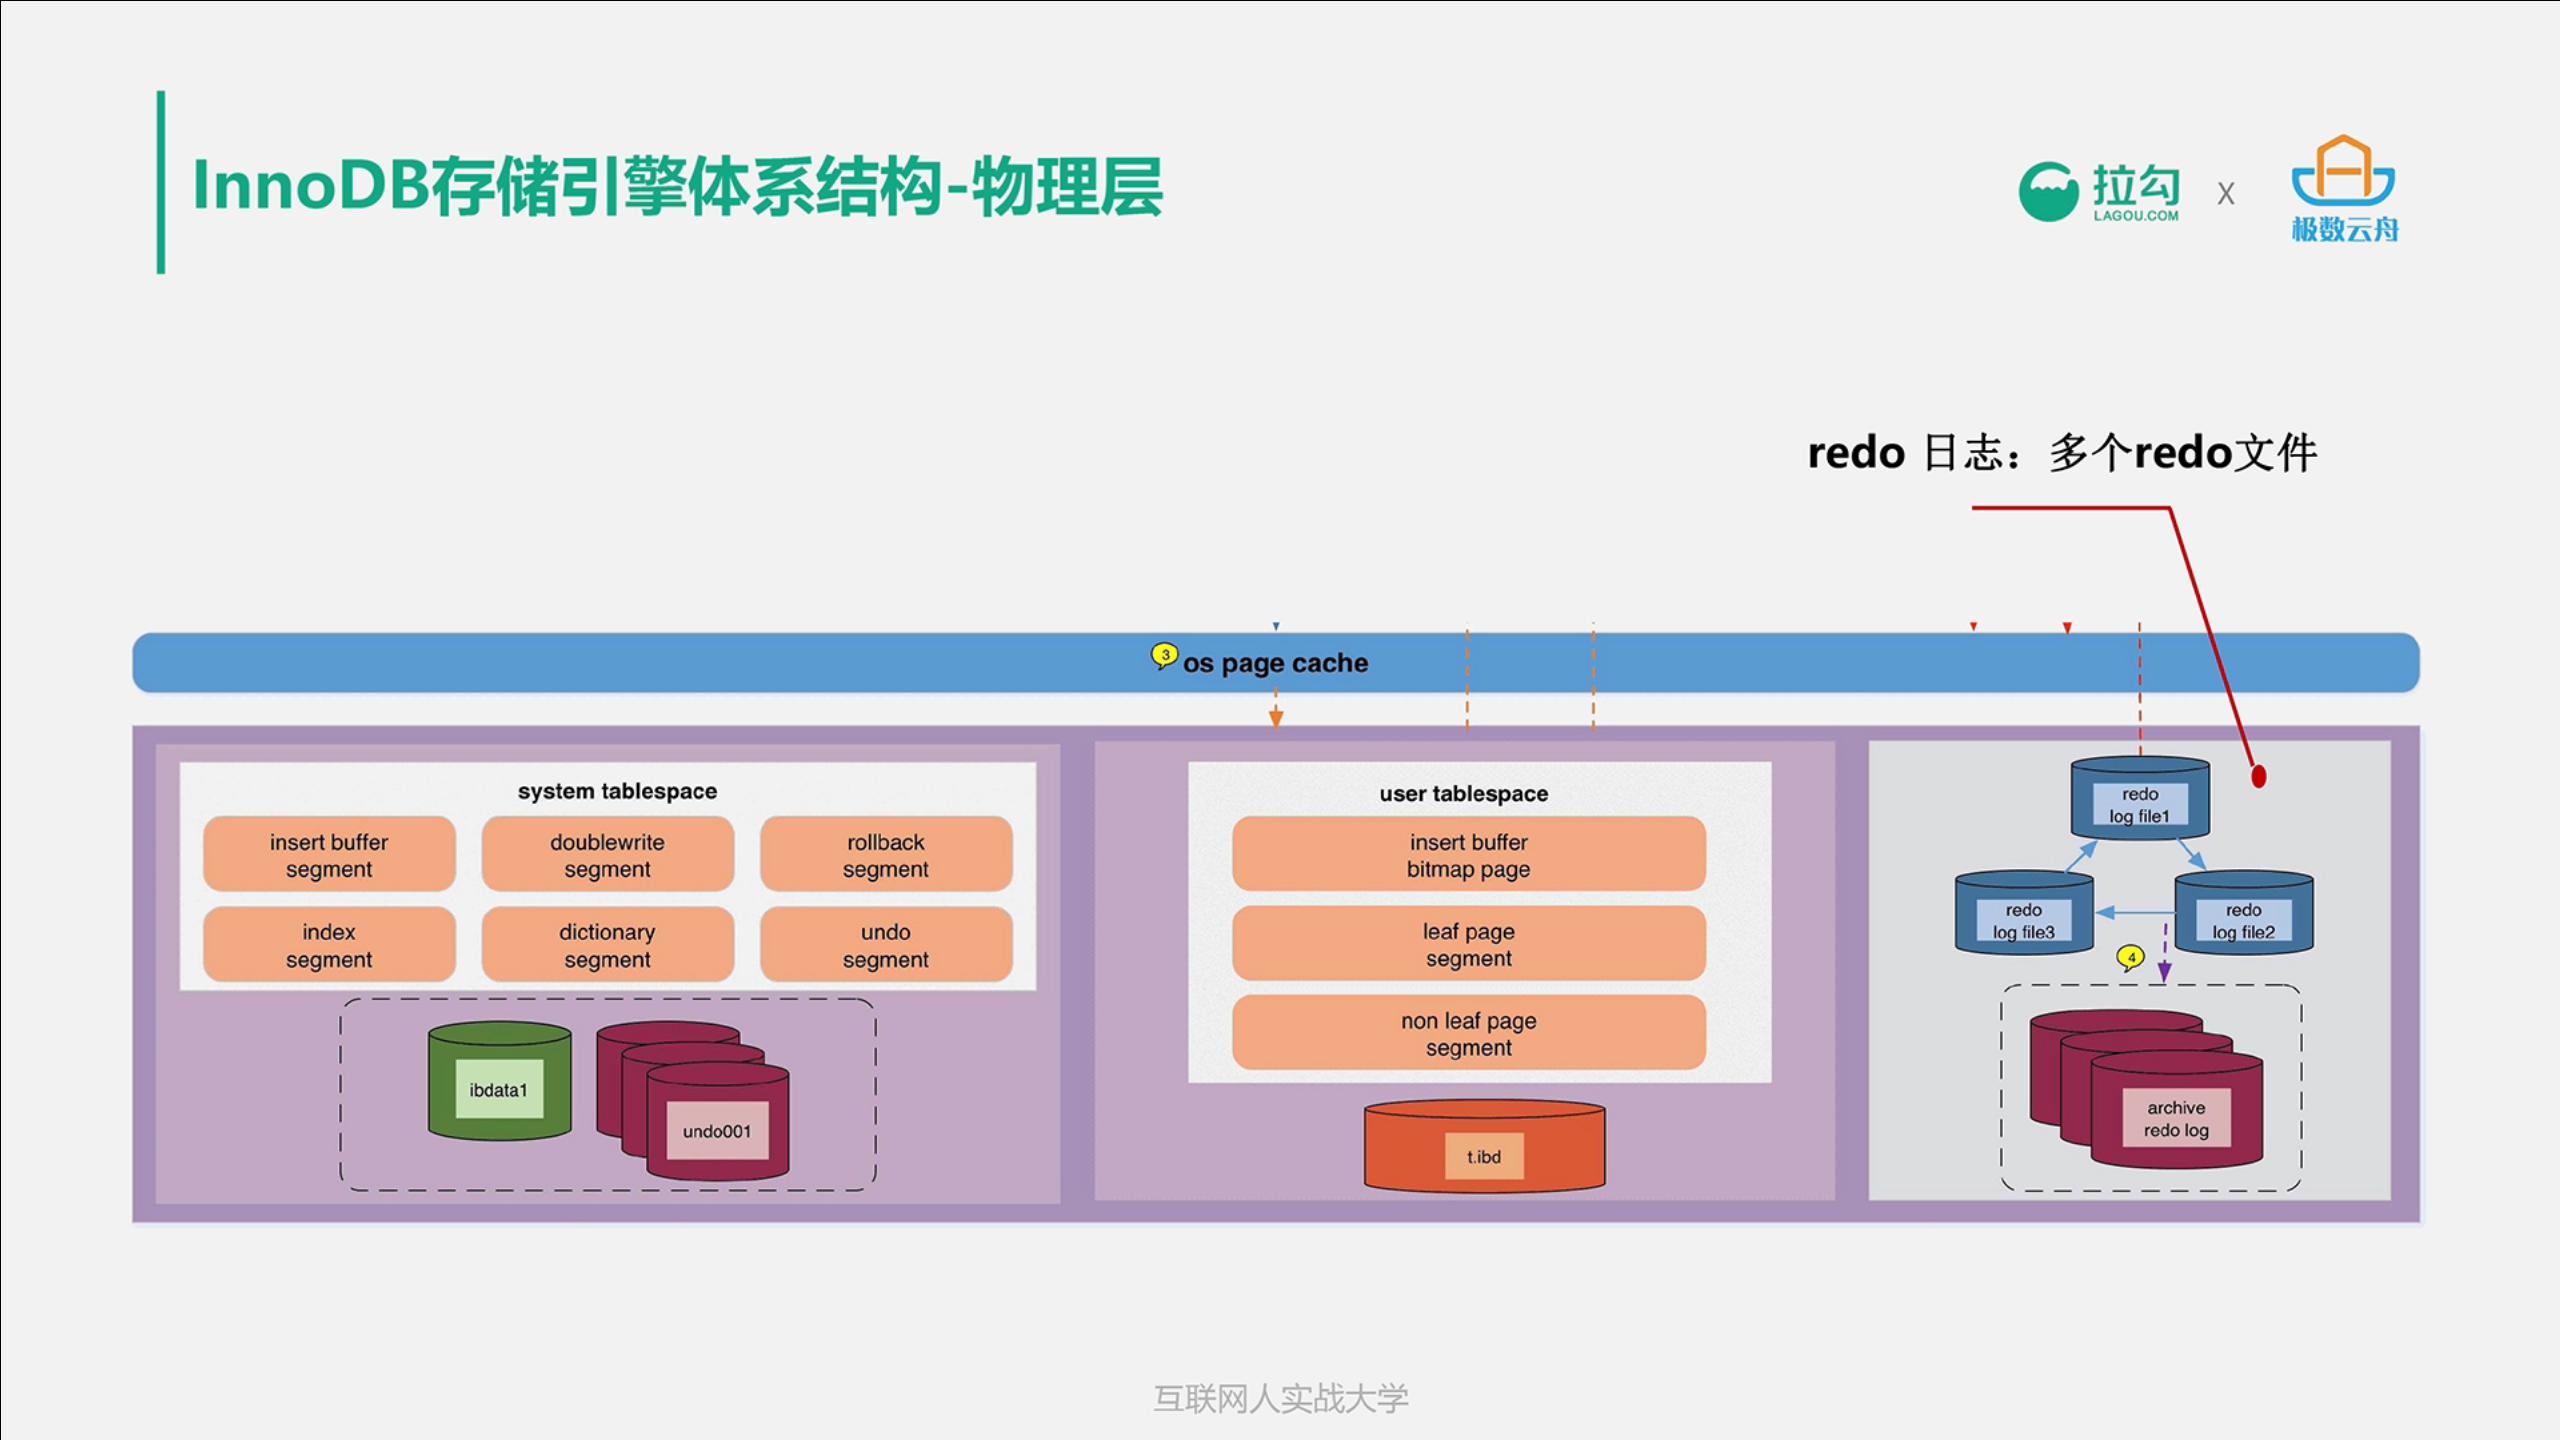 InnoDB存储引擎体系结构-物理层
拉勾
LAGOU.COM
X
极数云舟
redo 日志：多个redo文件
3
os page cache
system tablespace
insert buffer
segment
doublewrite
segment
rollback
segment
index
segment
dictionary
segment
undo
segment
ibdata1
undo001
user tablespace
insert buffer
bitmap page
leaf page
segment
non leaf page
segment
t.ibd
redo
log file1
redo
log file3
redo
log file2
4
archive
redo log
互联网人实战大学